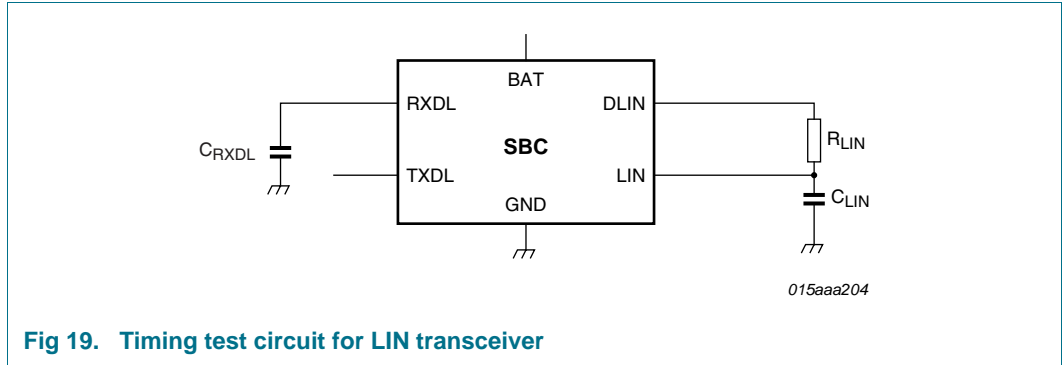 BAT
RXDL
DLIN
SBC
RLIN
CRXDL
TXDL
LIN
CLIN
GND
015aaa204
Fig 19. Timing test circuit for LIN transceiver